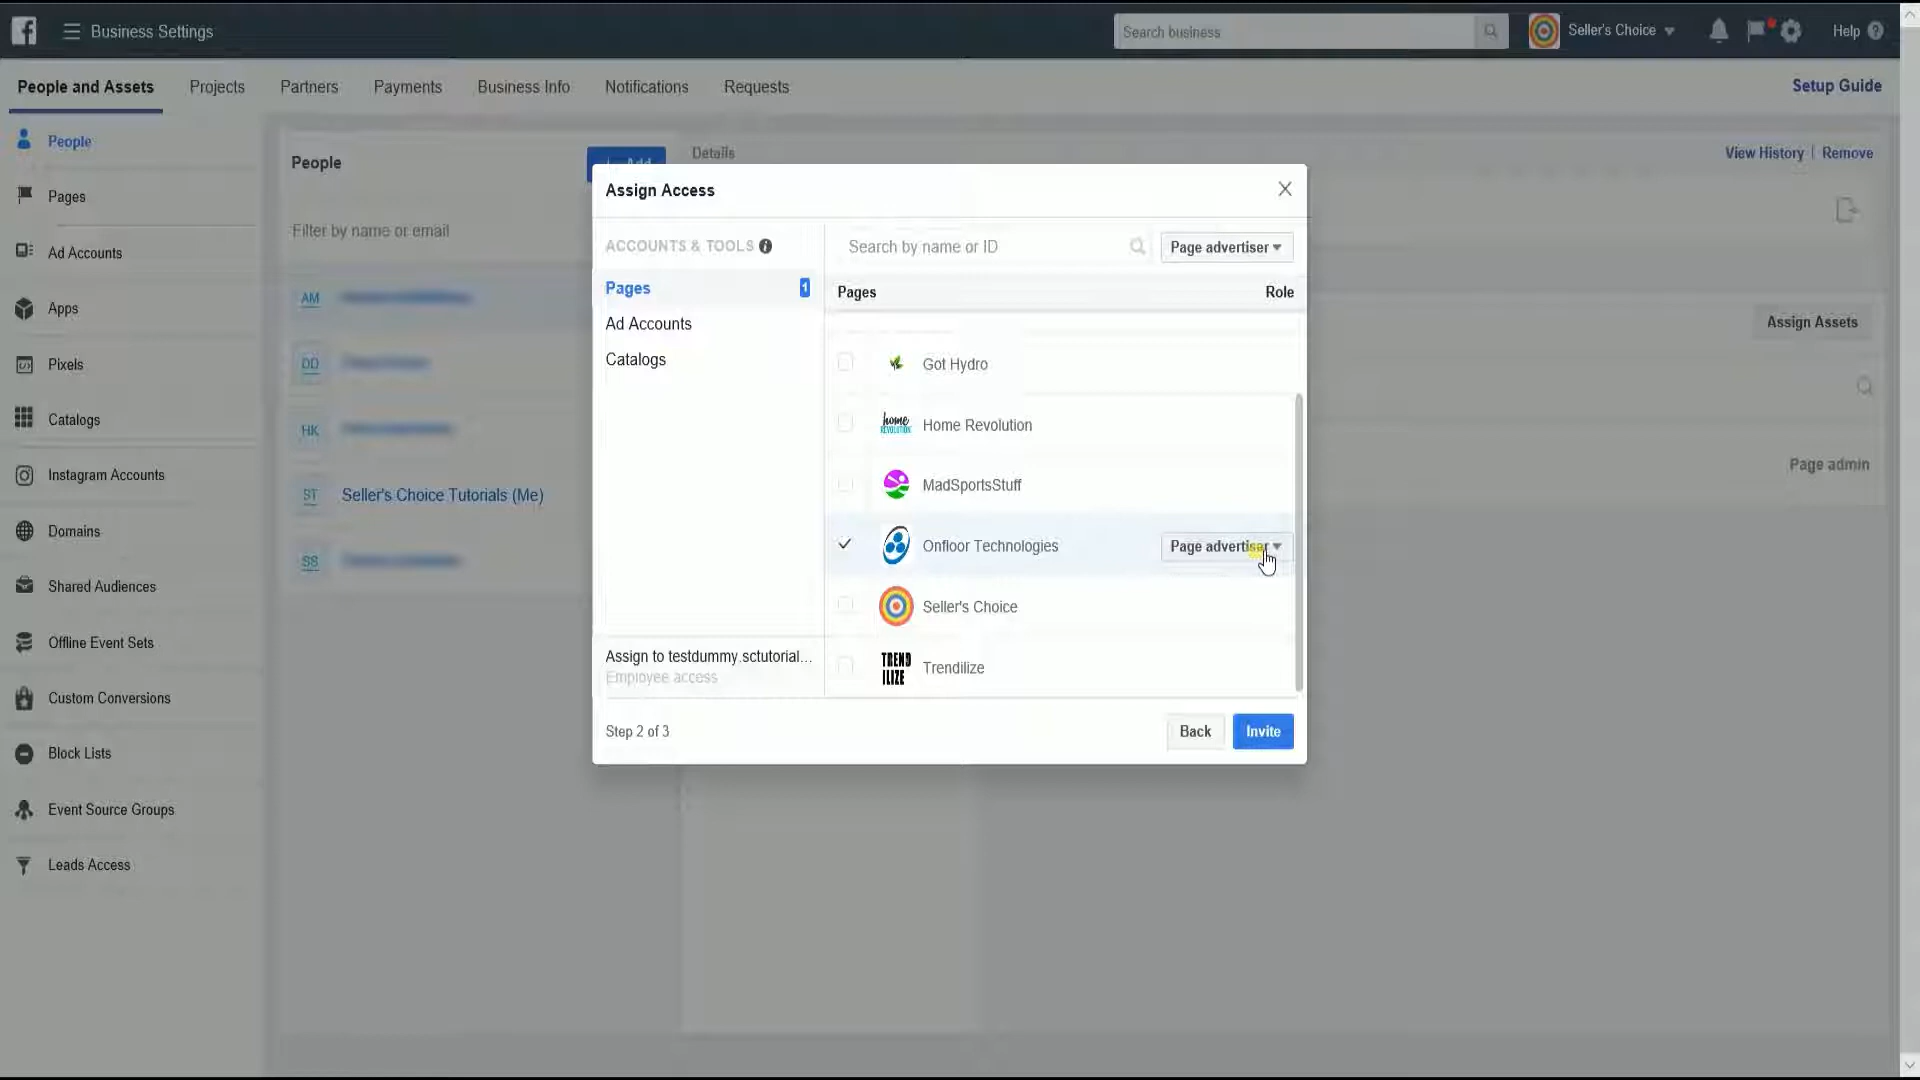 Business Settings
Search business
Seller's Choice
Help
People and Assets
Projects
Partners
Payments
Business Info
Notifications
Requests
Setup Guide
People
Pages
Ad Accounts
Apps
Pixels
Catalogs
Instagram Accounts
Domains
Shared Audiences
Offline Event Sets
Custom Conversions
Block Lists
Event Source Groups
Leads Access
People
+ Add
Filter by name or email
AM
DD
HK
ST Seller's Choice Tutorials (Me)
SS
Details
View History | Remove
Assign Assets
Page admin
Assign Access
ACCOUNTS & TOOLS
Pages 1
Ad Accounts
Catalogs
Assign to testdummy.sctutorial...
Employee access
Search by name or ID
Page advertiser
Pages Role
Got Hydro
home REVOLUTION Home Revolution
MadSportsStuff
Onfloor Technologies Page advertiser
Seller's Choice
TREND
ILIZE
Trendilize
Step 2 of 3
Back
Invite